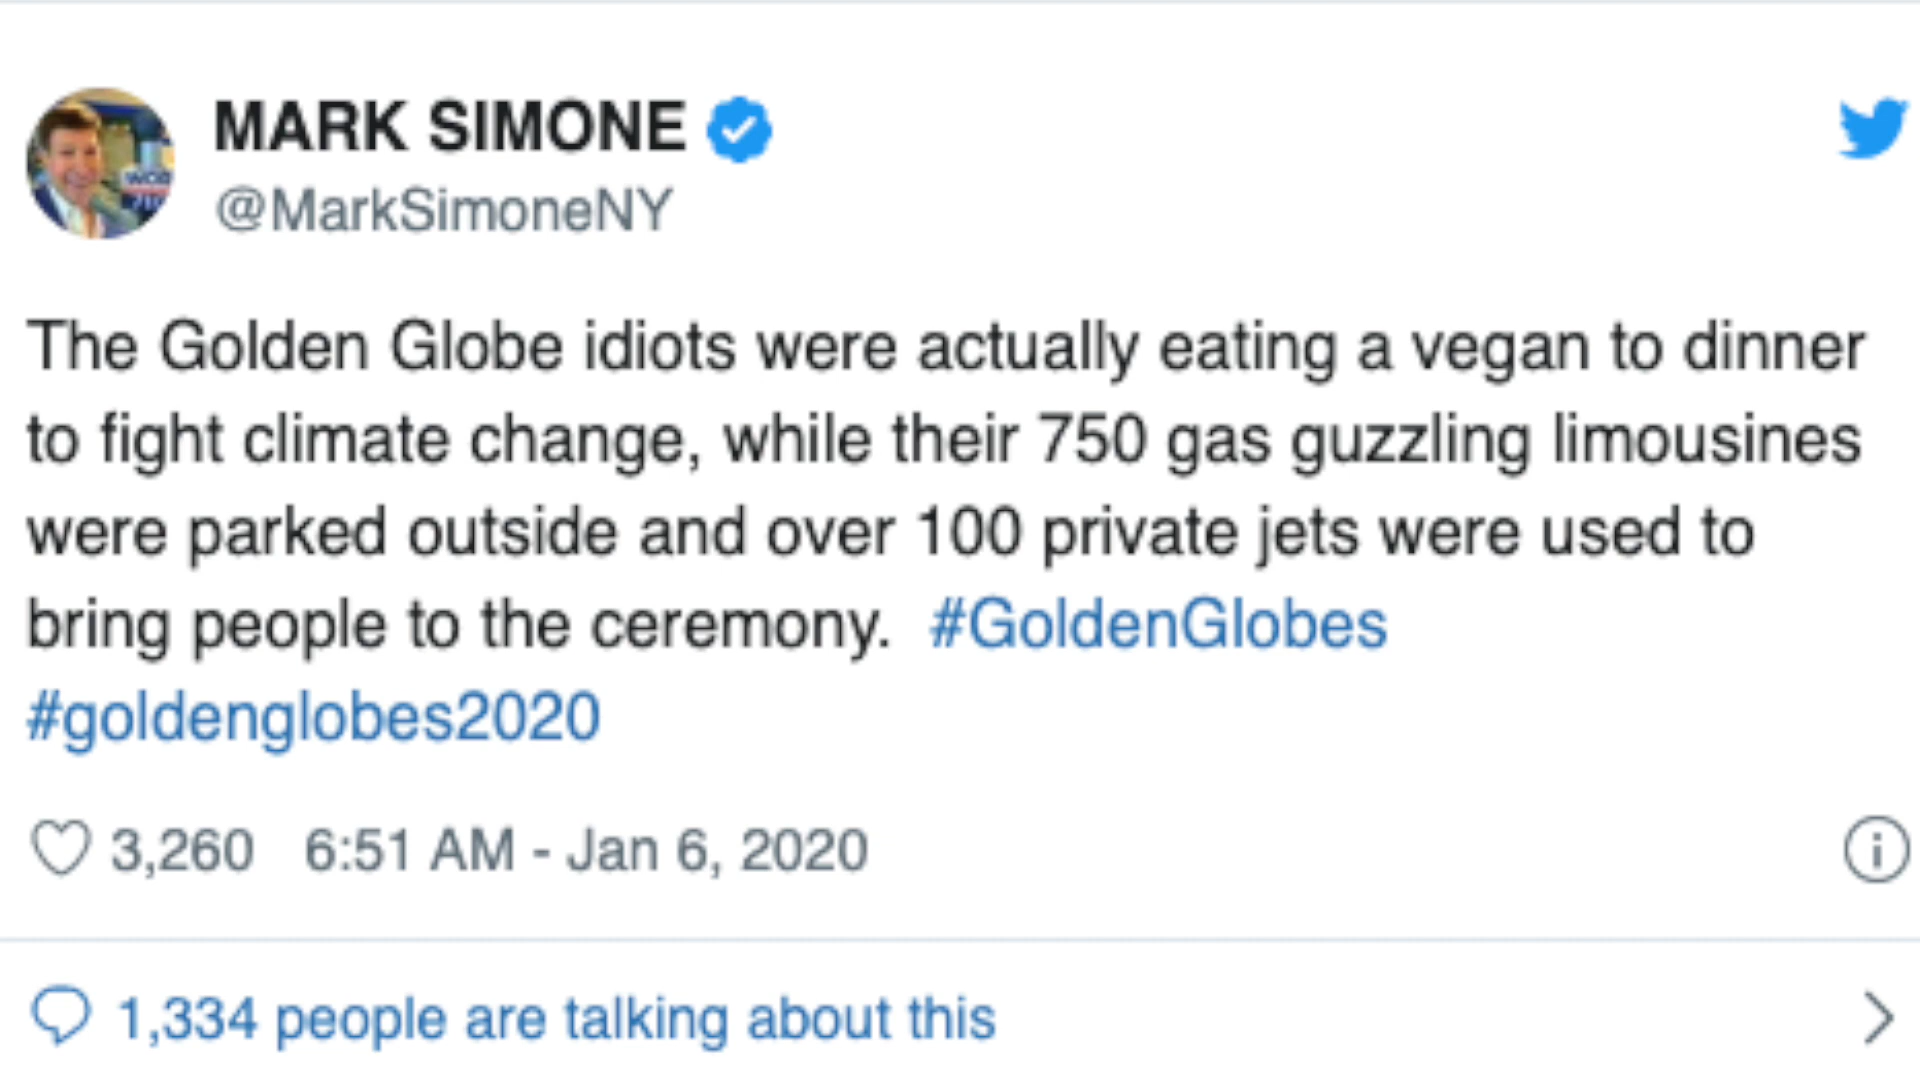 MARK SIMONE
@MarkSimoneNY
The Golden Globe idiots were actually eating a vegan to dinner
to fight climate change, while their 750 gas guzzling limousines
were parked outside and over 100 private jets were used to
bring people to the ceremony. #GoldenGlobes
#goldenglobes2020
3,260 6:51 AM - Jan 6, 2020
1,334 people are talking about this